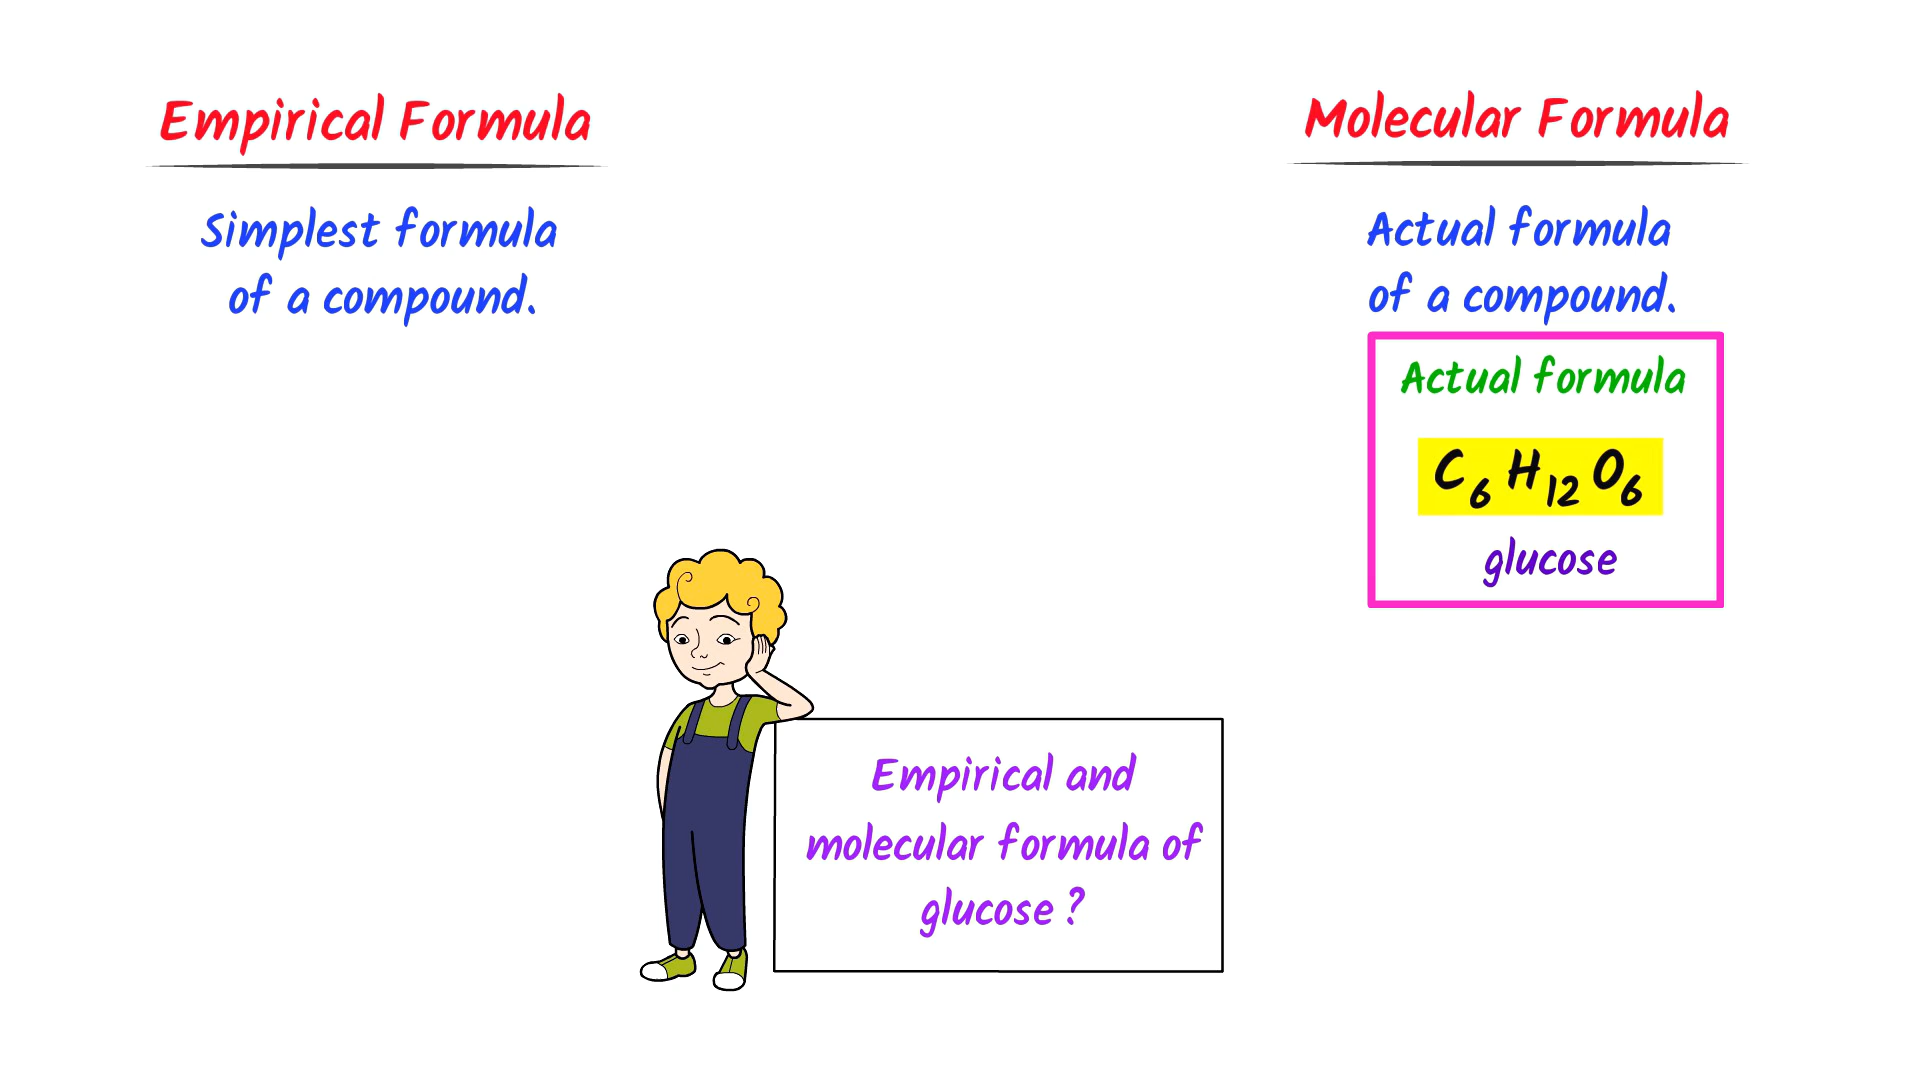 Empirical Formula
Simplest formula
of a compound.
Molecular Formula
Actual formula
of a compound.
Actual formula
C₆H₁₂O₆
glucose
Empirical and
molecular formula of
glucose ?